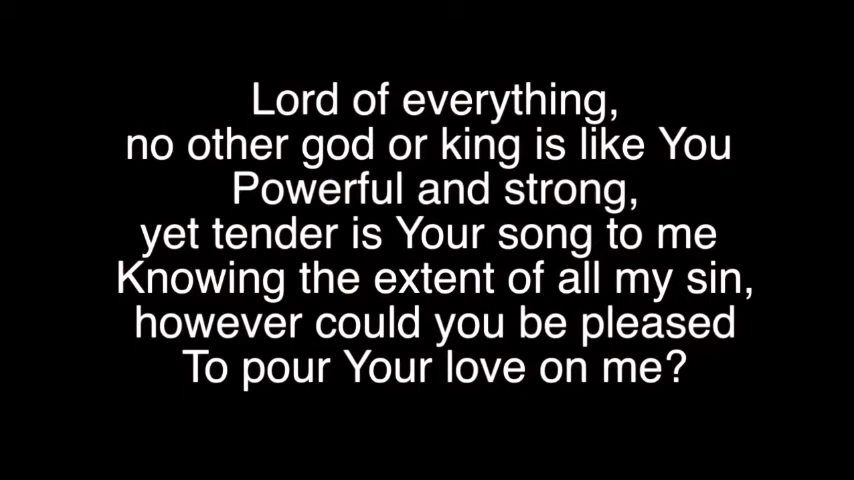 Lord of everything,
no other god or king is like You
Powerful and strong,
yet tender is Your song to me
Knowing the extent of all my sin,
however could you be pleased
To pour Your love on me?